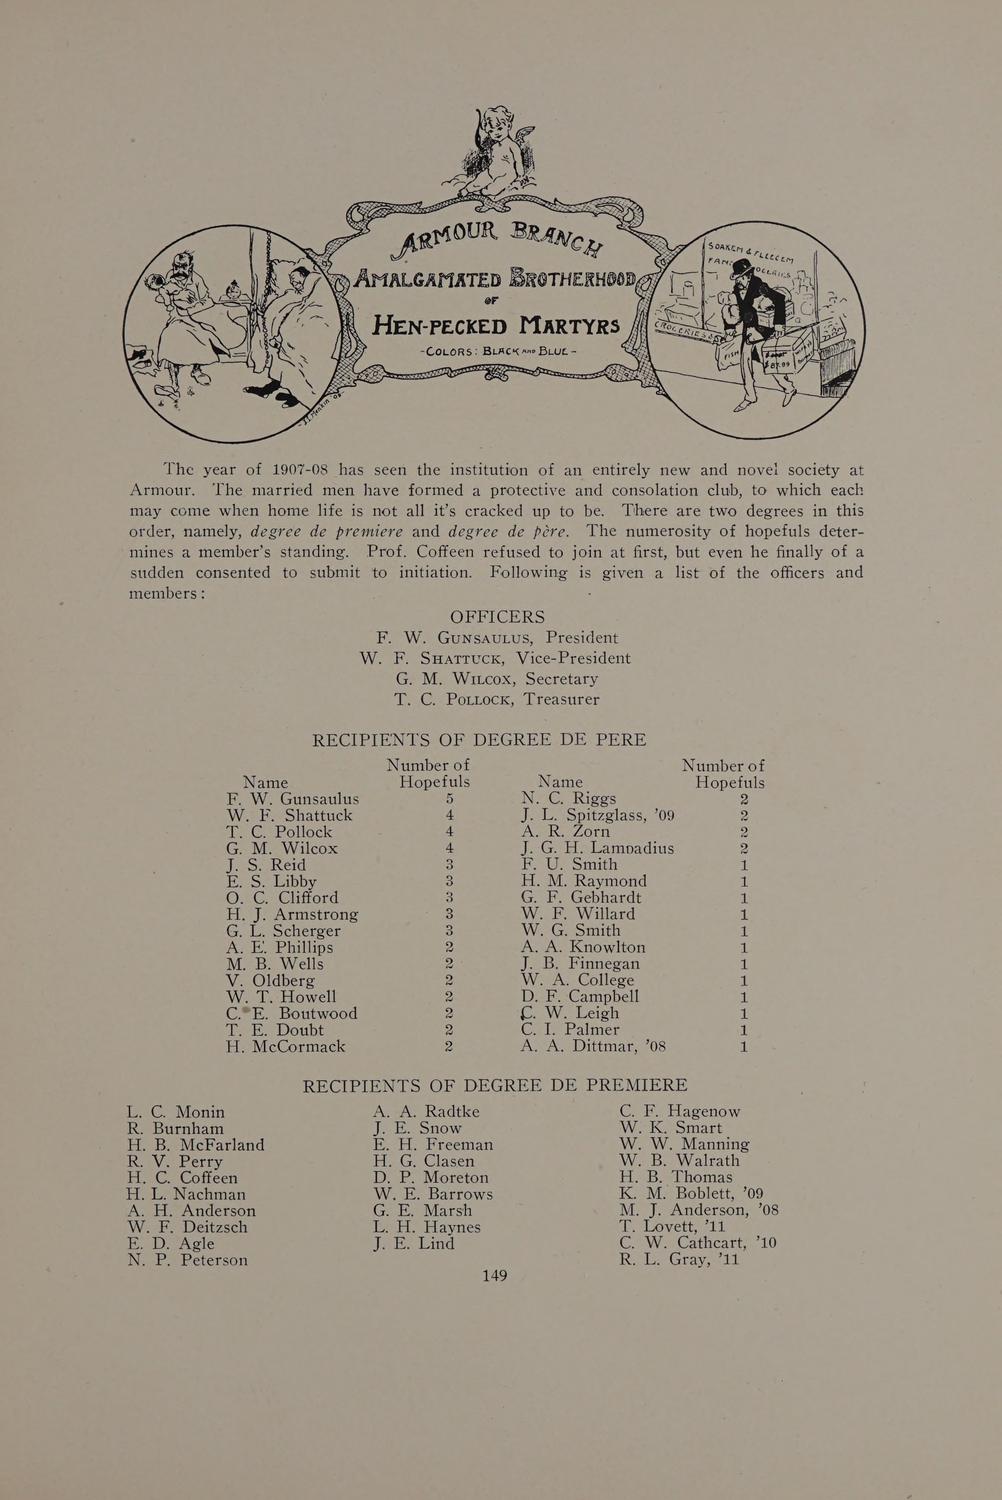 ARMOUR BRANCH
AMALGAMATED BROTHERHOOD
OF
HEN-PECKED MARTYRS
-COLORS: BLACK AND BLUE-
SOAKEM & FLEECEM
GROCERIES
FISH
The year of 1907-08 has seen the institution of an entirely new and novel society at
Armour. The married men have formed a protective and consolation club, to which each
may come when home life is not all it's cracked up to be. There are two degrees in this
order, namely, degree de premiere and degree de père. The numerosity of hopefuls deter-
mines a member's standing. Prof. Coffeen refused to join at first, but even he finally of a
sudden consented to submit to initiation. Following is given a list of the officers and
members:
OFFICERS
F. W. GUNSAULUS, President
W. F. SHATTUCK, Vice-President
G. M. WILCOX, Secretary
T. C. POLLOCK, Treasurer
RECIPIENTS OF DEGREE DE PERE
Number of Number of
Name Hopefuls Name Hopefuls
F. W. Gunsaulus 5 N. C. Riggs 2
W. F. Shattuck 4 J. L. Spitzglass, '09 2
T. C. Pollock 4 A. R. Zorn 2
G. M. Wilcox 4 J. G. H. Lampadius 2
J. S. Reid 3 F. U. Smith 1
E. S. Libby 3 H. M. Raymond 1
O. C. Clifford 3 G. F. Gebhardt 1
H. J. Armstrong 3 W. F. Willard 1
G. L. Scherger 3 W. G. Smith 1
A. E. Phillips 2 A. A. Knowlton 1
M. B. Wells 2 J. B. Finnegan 1
V. Oldberg 2 W. A. College 1
W. T. Howell 2 D. F. Campbell 1
C. E. Boutwood 2 C. W. Leigh 1
T. E. Doubt 2 C. I. Palmer 1
H. McCormack 2 A. A. Dittmar, '08 1
RECIPIENTS OF DEGREE DE PREMIERE
L. C. Monin A. A. Radtke C. F. Hagenow
R. Burnham J. E. Snow W. K. Smart
H. B. McFarland E. H. Freeman W. W. Manning
R. V. Perry H. G. Clasen W. B. Walrath
H. C. Coffeen D. P. Moreton H. B. Thomas
H. L. Nachman W. E. Barrows K. M. Boblett, '09
A. H. Anderson G. E. Marsh M. J. Anderson, '08
W. F. Deitzsch L. H. Haynes T. Lovett, '11
E. D. Agle J. E. Lind C. W. Cathcart, '10
N. P. Peterson R. L. Gray, '11
149